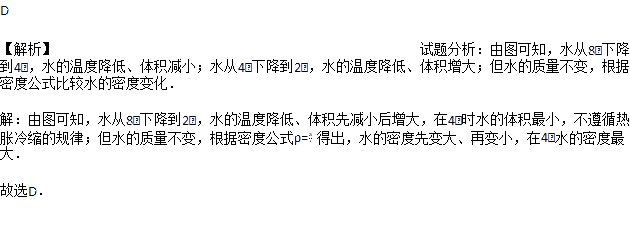 D
【解析】 试题分析：由图可知，水从8下降
到4，水的温度降低、体积减小；水从4下降到2，水的温度降低、体积增大；但水的质量不变，根据
密度公式比较水的密度变化．
解：由图可知，水从8下降到2，水的温度降低、体积先减小后增大，在4时水的体积最小，不遵循热
胀冷缩的规律；但水的质量不变，根据密度公式ρ= 得出，水的密度先变大、再变小，在4水的密度最
大．
故选D．